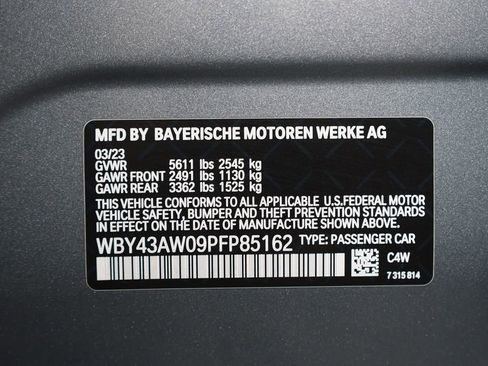 MFD BY BAYERISCHE MOTOREN WERKE AG
03/23
GVWR 5611 lbs 2545 kg
GAWR FRONT 2491 lbs 1130 kg
GAWR REAR 3362 lbs 1525 kg
THIS VEHICLE CONFORMS TO ALL APPLICABLE U.S.FEDERAL MOTOR
VEHICLE SAFETY, BUMPER, AND THEFT PREVENTION STANDARDS
IN EFFECT ON THE DATE OF MANUFACTURE SHOWN ABOVE.
WBY43AW09PFP85162 TYPE: PASSENGER CAR
C4W
7 315 814